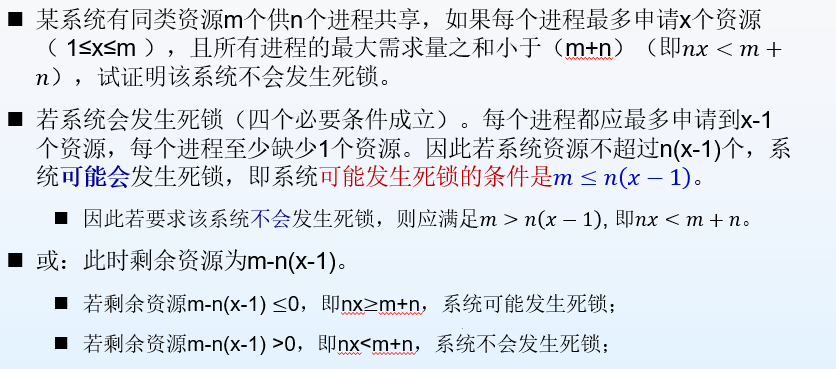 ■ 某系统有同类资源m个供n个进程共享，如果每个进程最多申请x个资源
（ 1≤x≤m ），且所有进程的最大需求量之和小于（m+n）（即nx < m +
n），试证明该系统不会发生死锁。
■ 若系统会发生死锁（四个必要条件成立）。每个进程都应最多申请到x-1
个资源，每个进程至少缺少1个资源。因此若系统资源不超过n(x-1)个，系
统可能会发生死锁，即系统可能发生死锁的条件是m ≤ n(x − 1)。
■ 因此若要求该系统不会发生死锁，则应满足m > n(x − 1), 即nx < m + n。
■ 或：此时剩余资源为m-n(x-1)。
■ 若剩余资源m-n(x-1) ≤0，即nx≥m+n，系统可能发生死锁；
■ 若剩余资源m-n(x-1) >0，即nx<m+n，系统不会发生死锁；